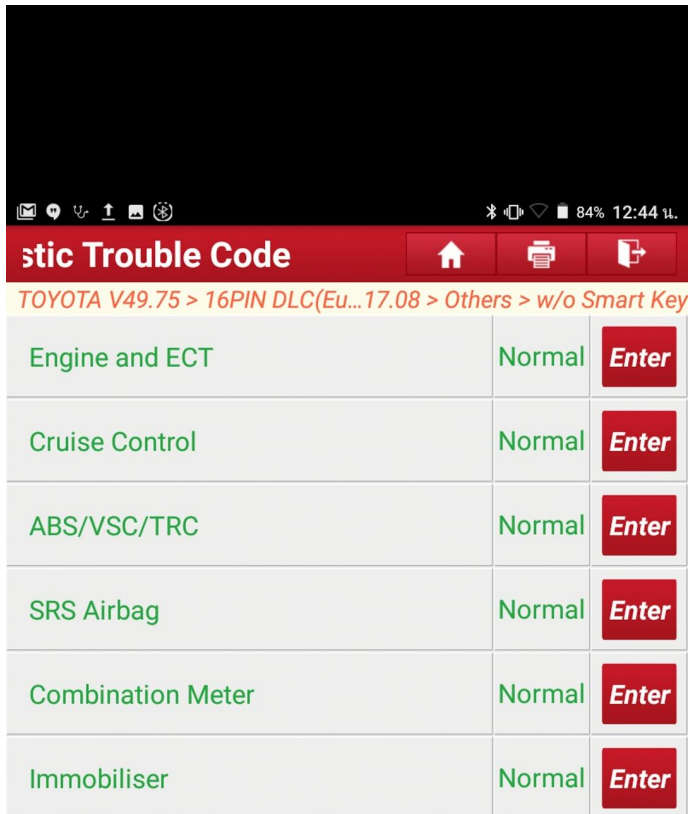 84% 12:44 น.
stic Trouble Code
TOYOTA V49.75 > 16PIN DLC(Eu...17.08 > Others > w/o Smart Key
Engine and ECT Normal Enter
Cruise Control Normal Enter
ABS/VSC/TRC Normal Enter
SRS Airbag Normal Enter
Combination Meter Normal Enter
Immobiliser Normal Enter